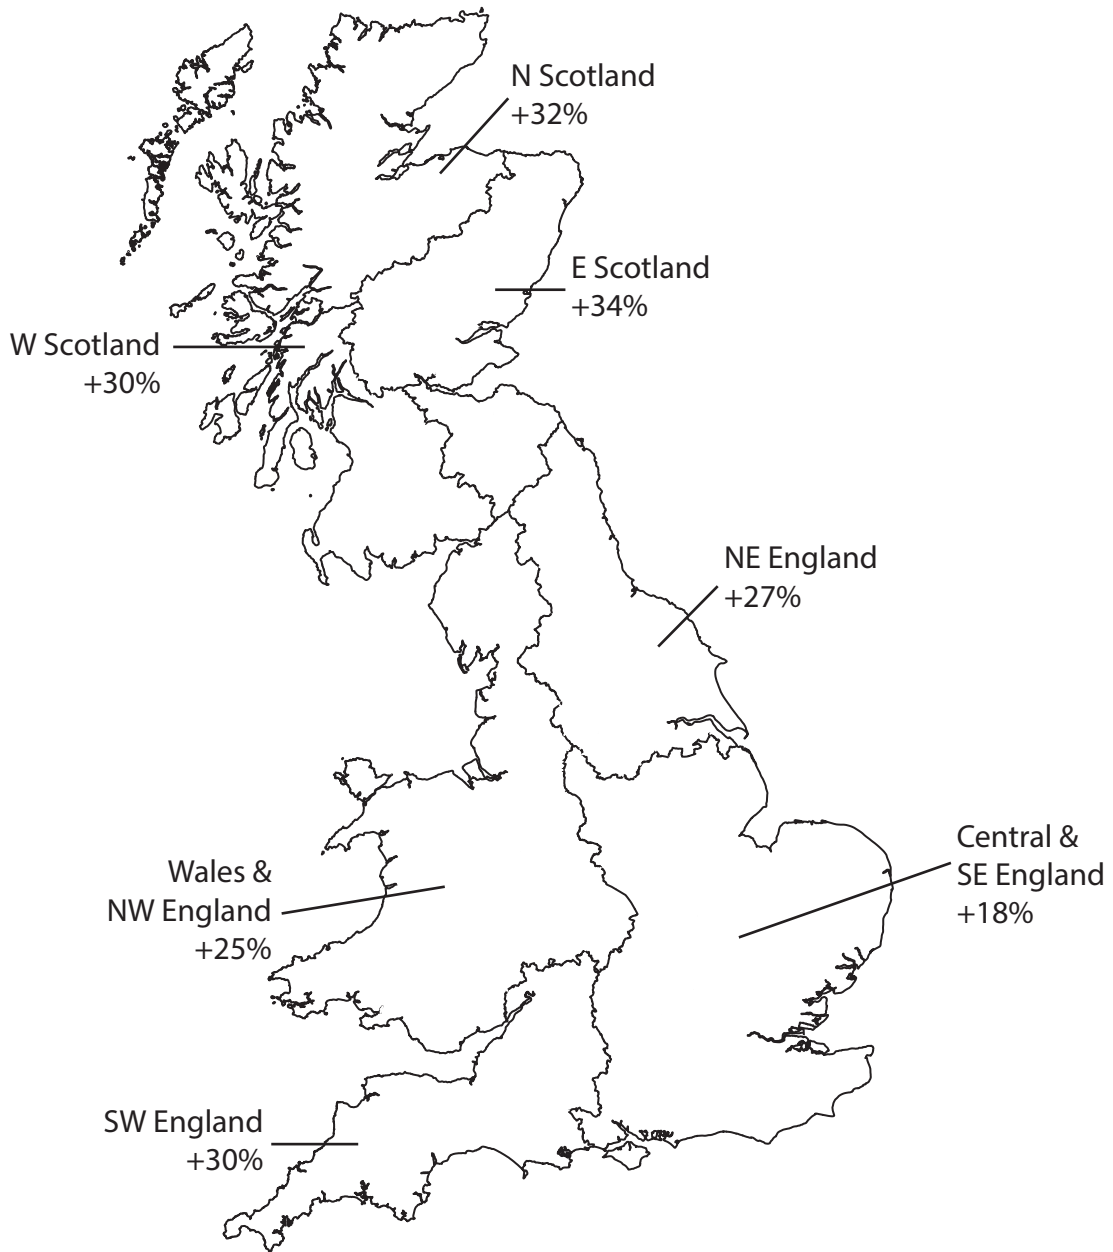 N Scotland
+32%
E Scotland
+34%
W Scotland
+30%
NE England
+27%
Central &
SE England
+18%
Wales &
NW England
+25%
SW England
+30%